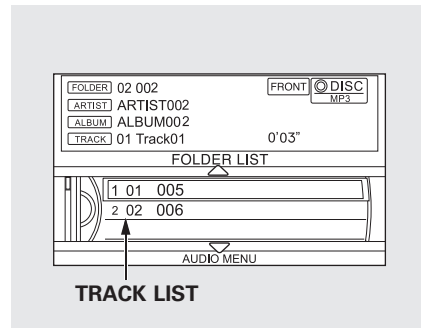 FOLDER 02 002 FRONT DISC
MP3
ARTIST ARTIST002
ALBUM ALBUM002
TRACK 01 Track01 0'03"
FOLDER LIST
1 01 005
2 02 006
AUDIO MENU
TRACK LIST